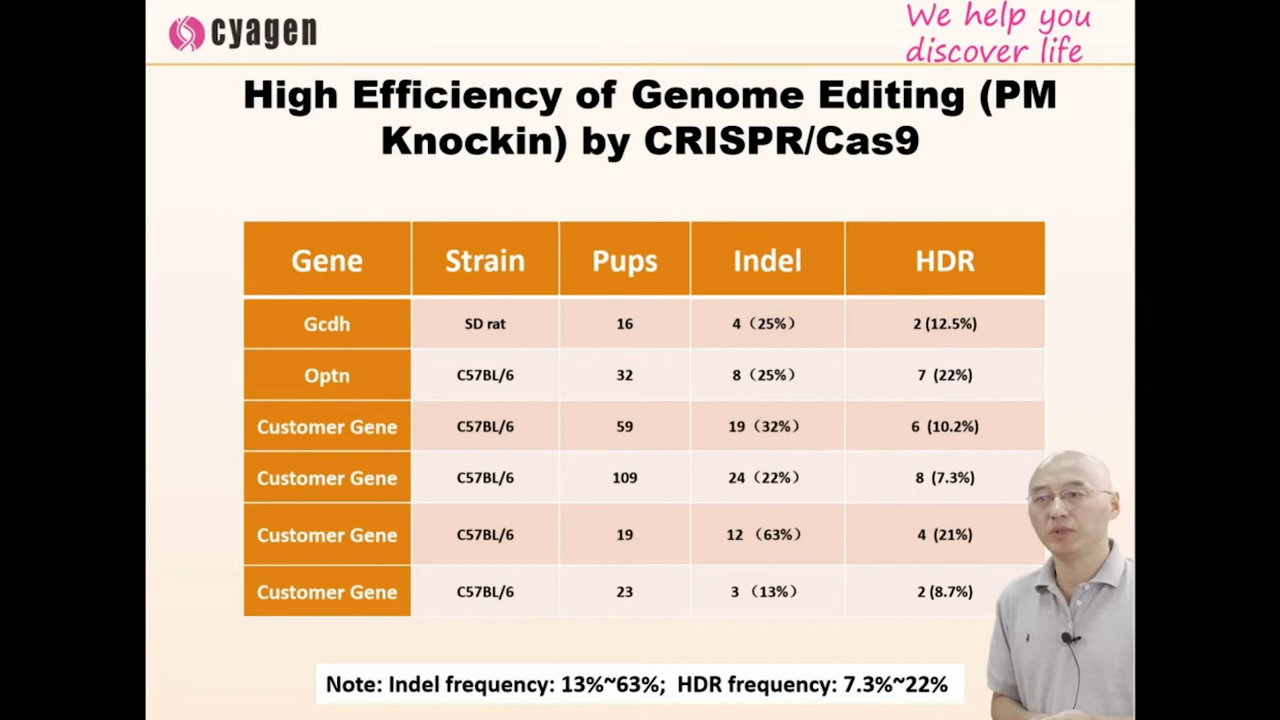 cyagen
We help you
discover life
High Efficiency of Genome Editing (PM
Knockin) by CRISPR/Cas9
Gene Strain Pups Indel HDR
Gcdh SD rat 16 4（25%） 2 (12.5%)
Optn C57BL/6 32 8（25%） 7 (22%)
Customer Gene C57BL/6 59 19（32%） 6 (10.2%)
Customer Gene C57BL/6 109 24（22%） 8 (7.3%)
Customer Gene C57BL/6 19 12（63%） 4 (21%)
Customer Gene C57BL/6 23 3（13%） 2 (8.7%)
Note: Indel frequency: 13%~63%; HDR frequency: 7.3%~22%